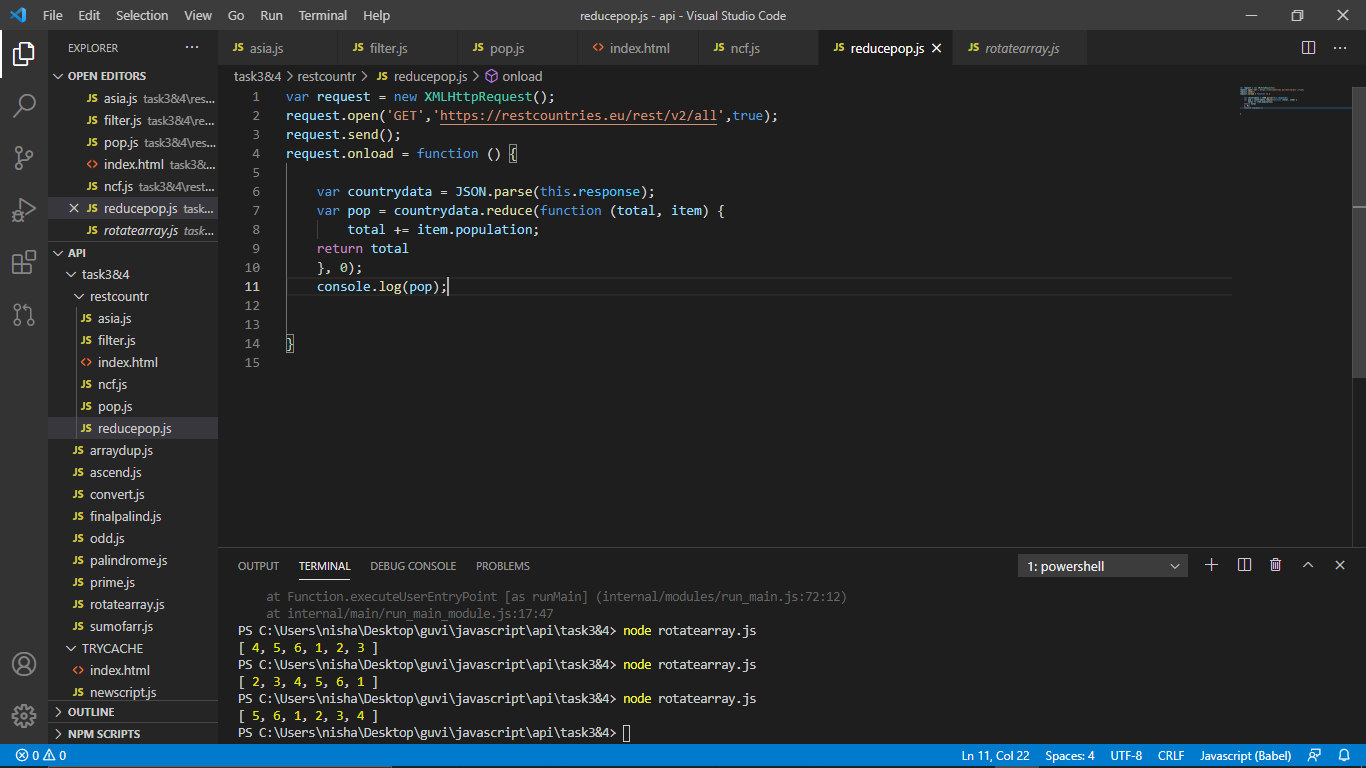 File Edit Selection View Go Run Terminal Help reducepop.js - api - Visual Studio Code
EXPLORER ···
JS asia.js JS filter.js JS pop.js <> index.html JS ncf.js JS reducepop.js JS rotatearray.js ···
OPEN EDITORS
JS asia.js task3&4\res...
JS filter.js task3&4\re...
JS pop.js task3&4\res...
<> index.html task3&...
JS ncf.js task3&4\rest...
JS reducepop.js task...
JS rotatearray.js task...
API
task3&4
restcountr
JS asia.js
JS filter.js
<> index.html
JS ncf.js
JS pop.js
JS reducepop.js
JS arraydup.js
JS ascend.js
JS convert.js
JS finalpalind.js
JS odd.js
JS palindrome.js
JS prime.js
JS rotatearray.js
JS sumofarr.js
TRYCACHE
<> index.html
JS newscript.js
OUTLINE
NPM SCRIPTS
task3&4 > restcountr > JS reducepop.js > onload
1 var request = new XMLHttpRequest();
2 request.open('GET','https://restcountries.eu/rest/v2/all',true);
3 request.send();
4 request.onload = function () {
5
6 var countrydata = JSON.parse(this.response);
7 var pop = countrydata.reduce(function (total, item) {
8 total += item.population;
9 return total
10 }, 0);
11 console.log(pop);
12
13
14 }
15
OUTPUT TERMINAL DEBUG CONSOLE PROBLEMS 1: powershell
at Function.executeUserEntryPoint [as runMain] (internal/modules/run_main.js:72:12)
at internal/main/run_main_module.js:17:47
PS C:\Users\nisha\Desktop\guvi\javascript\api\task3&4> node rotatearray.js
[ 4, 5, 6, 1, 2, 3 ]
PS C:\Users\nisha\Desktop\guvi\javascript\api\task3&4> node rotatearray.js
[ 2, 3, 4, 5, 6, 1 ]
PS C:\Users\nisha\Desktop\guvi\javascript\api\task3&4> node rotatearray.js
[ 5, 6, 1, 2, 3, 4 ]
PS C:\Users\nisha\Desktop\guvi\javascript\api\task3&4>
0 0 Ln 11, Col 22 Spaces: 4 UTF-8 CRLF Javascript (Babel)